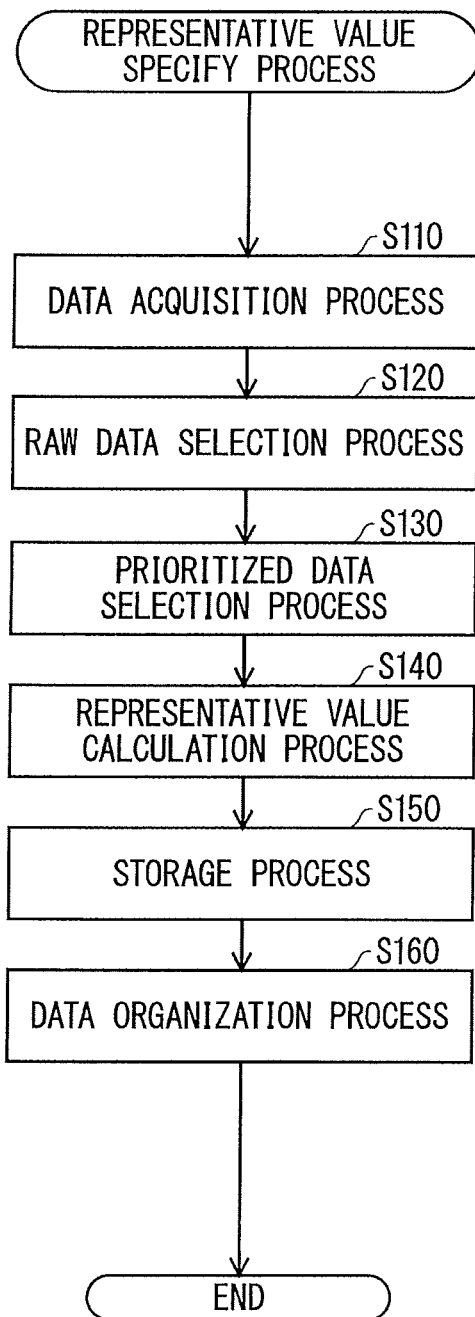 REPRESENTATIVE VALUE
SPECIFY PROCESS
S110
DATA ACQUISITION PROCESS
S120
RAW DATA SELECTION PROCESS
S130
PRIORITIZED DATA
SELECTION PROCESS
S140
REPRESENTATIVE VALUE
CALCULATION PROCESS
S150
STORAGE PROCESS
S160
DATA ORGANIZATION PROCESS
END